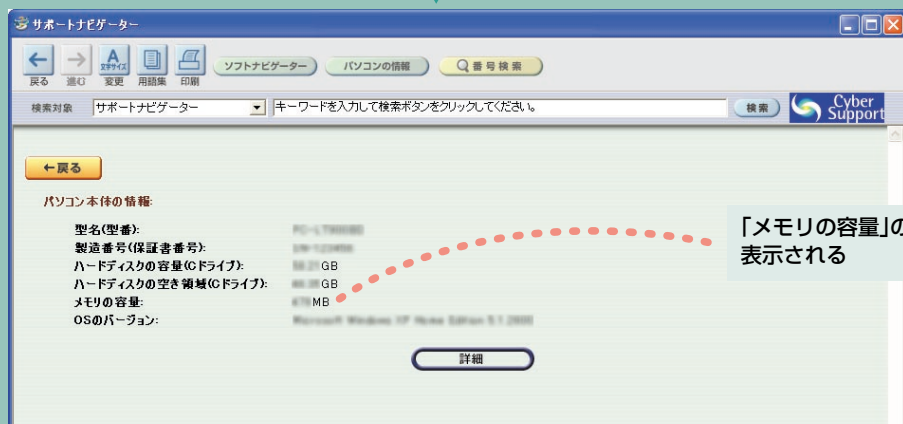 サポートナビゲーター
戻る 進む 文字サイズ 変更 用語集 印刷 ソフトナビゲーター パソコンの情報 番号検索
検索対象 サポートナビゲーター キーワードを入力して検索ボタンをクリックしてください。 検索 Cyber Support
←戻る
パソコン本体の情報:
型名(型番):
製造番号(保証書番号):
ハードディスクの容量(Cドライブ): GB
ハードディスクの空き領域(Cドライブ): GB
メモリの容量: MB
OSのバージョン:
詳細
「メモリの容量」の
表示される